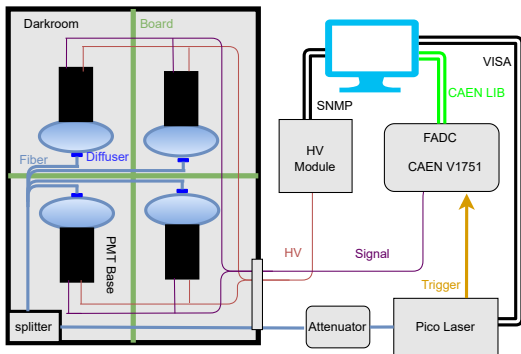 Darkroom
Board
VISA
SNMP
CAEN LIB
Fiber
Diffuser
HV
Module
FADC
CAEN V1751
PMT Base
HV
Signal
Trigger
splitter
Attenuator
Pico Laser